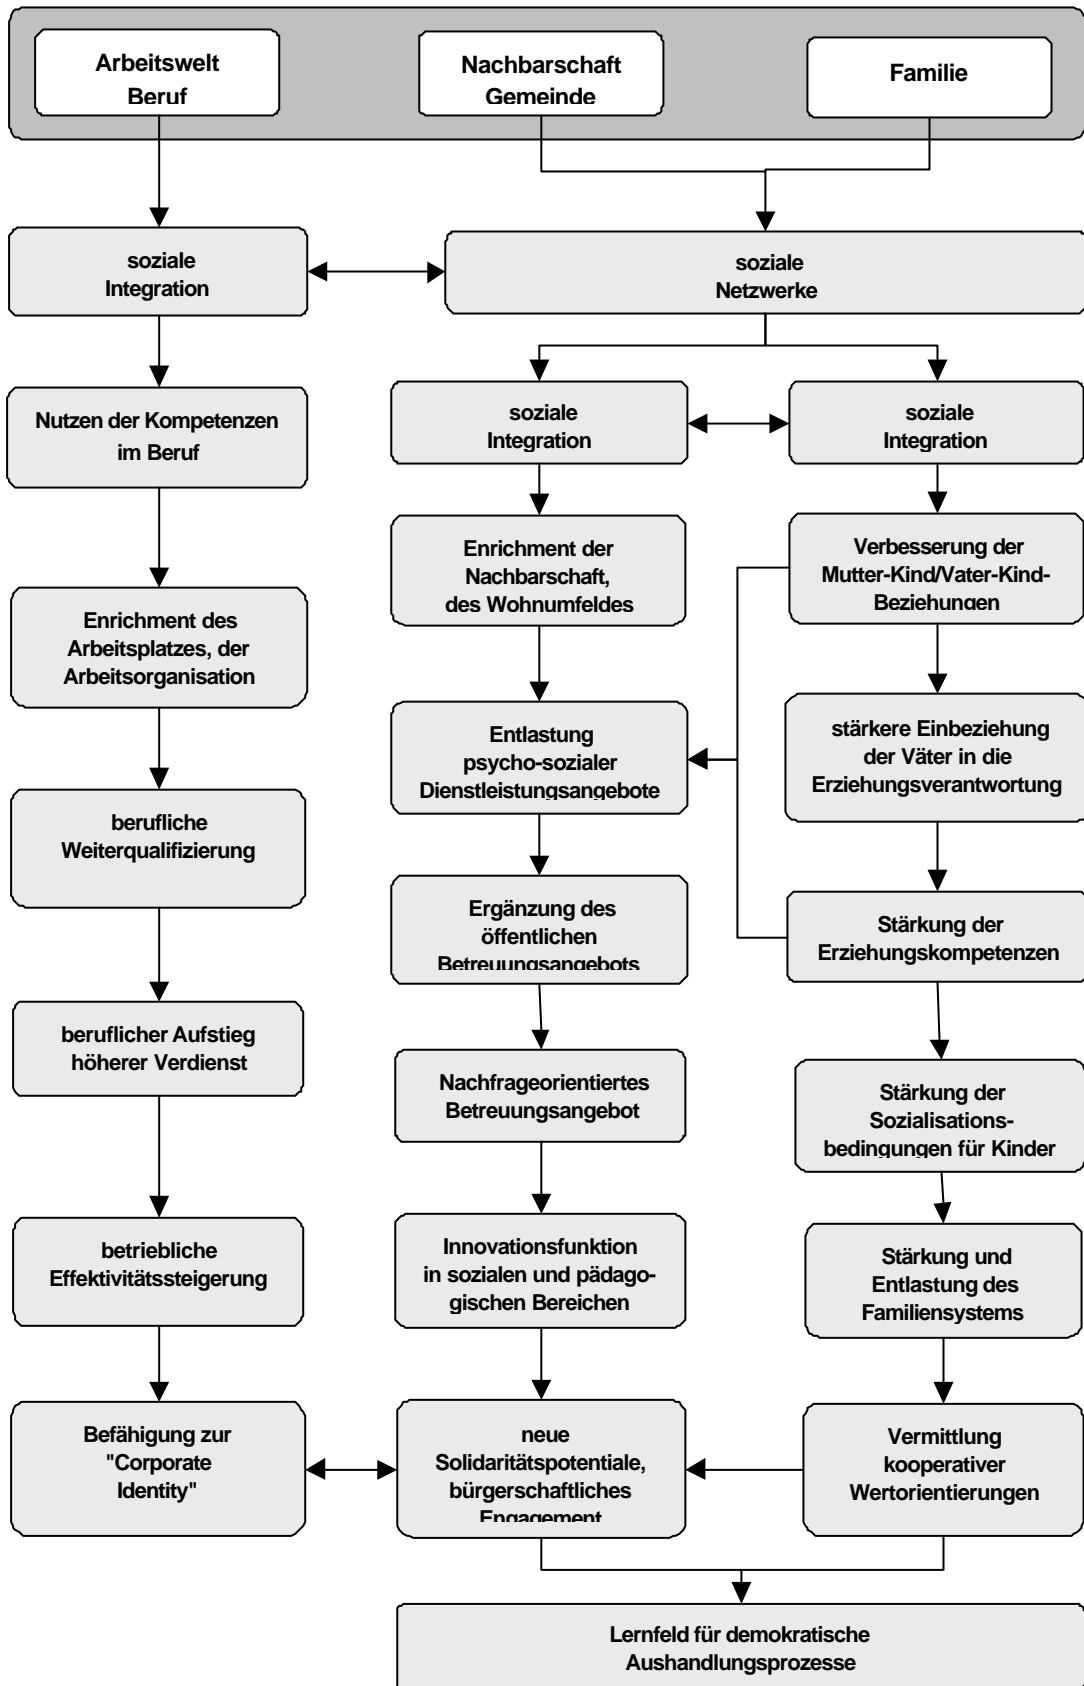 Arbeitswelt
Beruf
Nachbarschaft
Gemeinde
Familie
soziale
Integration
soziale
Netzwerke
Nutzen der Kompetenzen
im Beruf
soziale
Integration
soziale
Integration
Enrichment des
Arbeitsplatzes, der
Arbeitsorganisation
Enrichment der
Nachbarschaft,
des Wohnumfeldes
Verbesserung der
Mutter-Kind/Vater-Kind-
Beziehungen
berufliche
Weiterqualifizierung
Entlastung
psycho-sozialer
Dienstleistungsangebote
stärkere Einbeziehung
der Väter in die
Erziehungsverantwortung
beruflicher Aufstieg
höherer Verdienst
Ergänzung des
öffentlichen
Betreuungsangebots
Stärkung der
Erziehungskompetenzen
Nachfrageorientiertes
Betreuungsangebot
Stärkung der
Sozialisations-
bedingungen für Kinder
betriebliche
Effektivitätssteigerung
Innovationsfunktion
in sozialen und pädago-
gischen Bereichen
Stärkung und
Entlastung des
Familiensystems
Befähigung zur
"Corporate
Identity"
neue
Solidaritätspotentiale,
bürgerschaftliches
Engagement
Vermittlung
kooperativer
Wertorientierungen
Lernfeld für demokratische
Aushandlungsprozesse